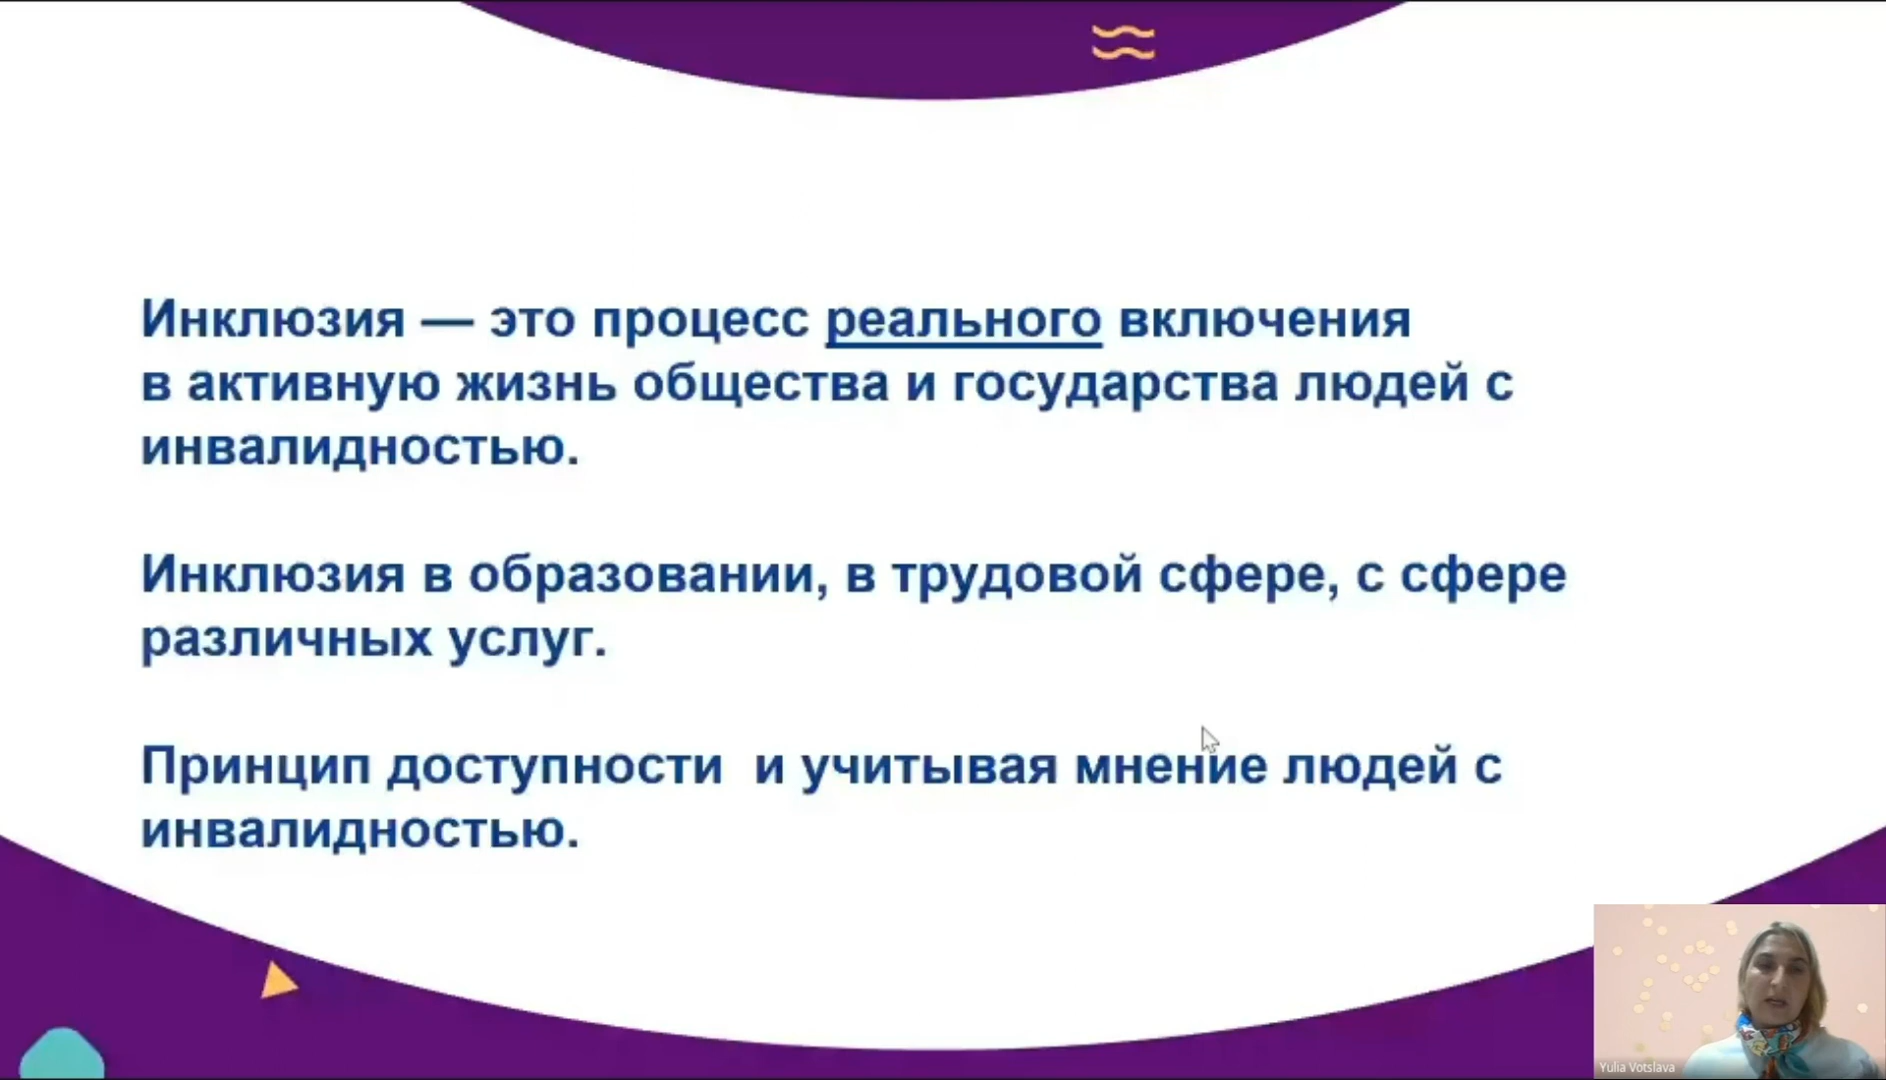 Инклюзия — это процесс реального включения
в активную жизнь общества и государства людей с
инвалидностью.
Инклюзия в образовании, в трудовой сфере, с сфере
различных услуг.
Принцип доступности  и учитывая мнение людей с
инвалидностью.
Yulia Votslava